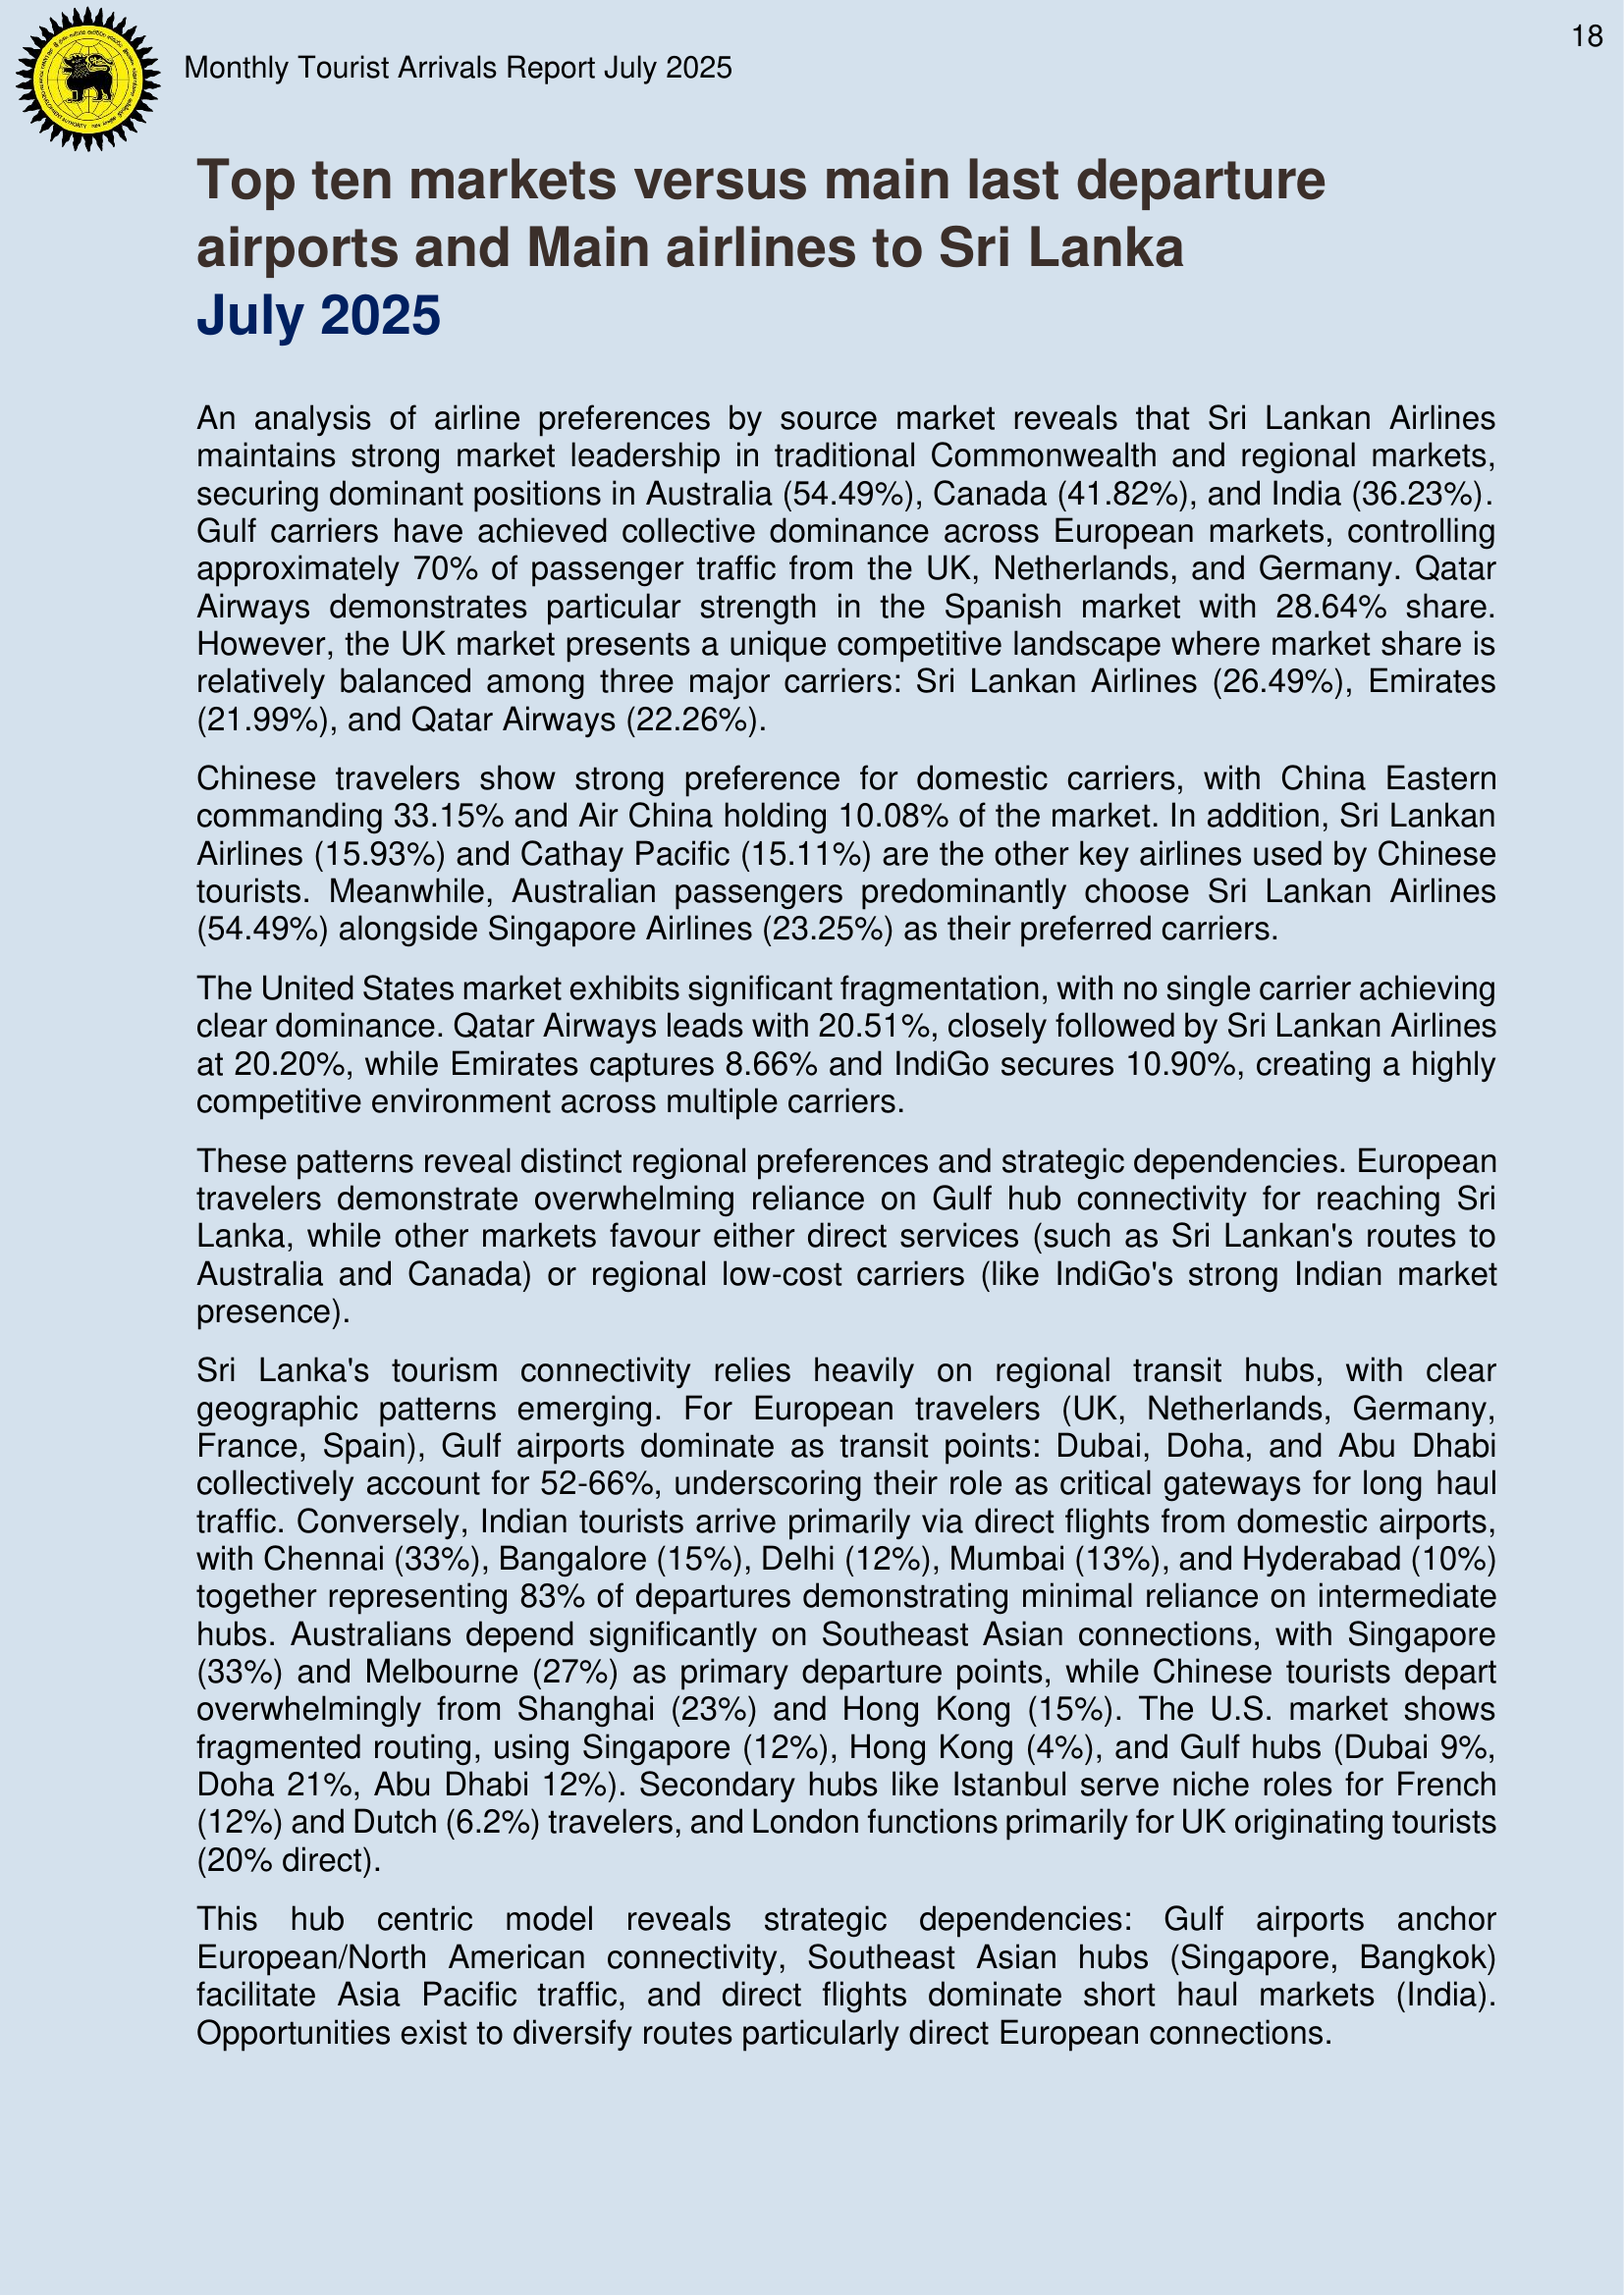 18
Monthly Tourist Arrivals Report July 2025
Top ten markets versus main last departure
airports and Main airlines to Sri Lanka
July 2025
An analysis of airline preferences by source market reveals that Sri Lankan Airlines
maintains strong market leadership in traditional Commonwealth and regional markets,
securing dominant positions in Australia (54.49%), Canada (41.82%), and India (36.23%).
Gulf carriers have achieved collective dominance across European markets, controlling
approximately 70% of passenger traffic from the UK, Netherlands, and Germany. Qatar
Airways demonstrates particular strength in the Spanish market with 28.64% share.
However, the UK market presents a unique competitive landscape where market share is
relatively balanced among three major carriers: Sri Lankan Airlines (26.49%), Emirates
(21.99%), and Qatar Airways (22.26%).
Chinese travelers show strong preference for domestic carriers, with China Eastern
commanding 33.15% and Air China holding 10.08% of the market. In addition, Sri Lankan
Airlines (15.93%) and Cathay Pacific (15.11%) are the other key airlines used by Chinese
tourists. Meanwhile, Australian passengers predominantly choose Sri Lankan Airlines
(54.49%) alongside Singapore Airlines (23.25%) as their preferred carriers.
The United States market exhibits significant fragmentation, with no single carrier achieving
clear dominance. Qatar Airways leads with 20.51%, closely followed by Sri Lankan Airlines
at 20.20%, while Emirates captures 8.66% and IndiGo secures 10.90%, creating a highly
competitive environment across multiple carriers.
These patterns reveal distinct regional preferences and strategic dependencies. European
travelers demonstrate overwhelming reliance on Gulf hub connectivity for reaching Sri
Lanka, while other markets favour either direct services (such as Sri Lankan's routes to
Australia and Canada) or regional low-cost carriers (like IndiGo's strong Indian market
presence).
Sri Lanka's tourism connectivity relies heavily on regional transit hubs, with clear
geographic patterns emerging. For European travelers (UK, Netherlands, Germany,
France, Spain), Gulf airports dominate as transit points: Dubai, Doha, and Abu Dhabi
collectively account for 52-66%, underscoring their role as critical gateways for long haul
traffic. Conversely, Indian tourists arrive primarily via direct flights from domestic airports,
with Chennai (33%), Bangalore (15%), Delhi (12%), Mumbai (13%), and Hyderabad (10%)
together representing 83% of departures demonstrating minimal reliance on intermediate
hubs. Australians depend significantly on Southeast Asian connections, with Singapore
(33%) and Melbourne (27%) as primary departure points, while Chinese tourists depart
overwhelmingly from Shanghai (23%) and Hong Kong (15%). The U.S. market shows
fragmented routing, using Singapore (12%), Hong Kong (4%), and Gulf hubs (Dubai 9%,
Doha 21%, Abu Dhabi 12%). Secondary hubs like Istanbul serve niche roles for French
(12%) and Dutch (6.2%) travelers, and London functions primarily for UK originating tourists
(20% direct).
This hub centric model reveals strategic dependencies: Gulf airports anchor
European/North American connectivity, Southeast Asian hubs (Singapore, Bangkok)
facilitate Asia Pacific traffic, and direct flights dominate short haul markets (India).
Opportunities exist to diversify routes particularly direct European connections.